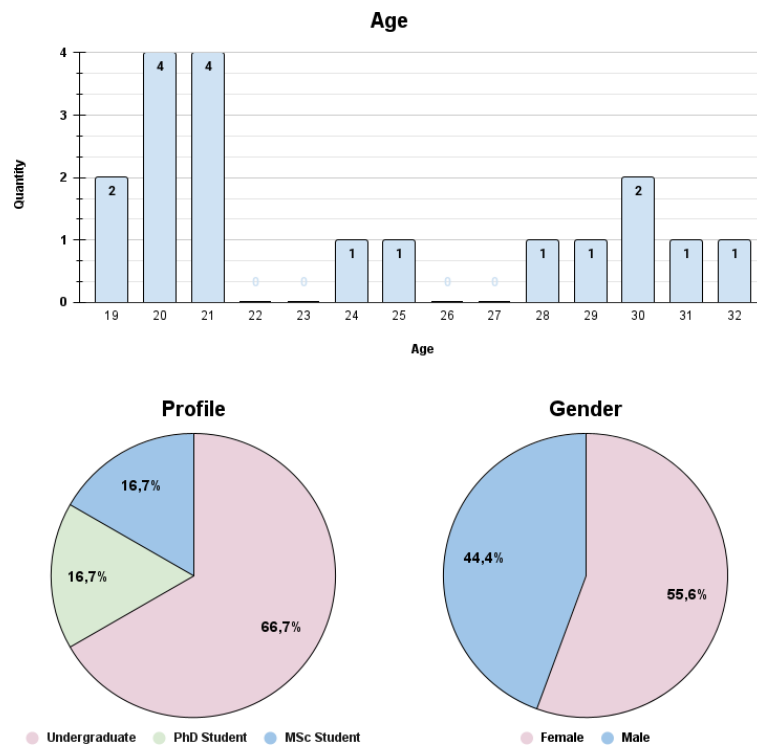 Age
4
3
2
1
0
Quantity
2 4 4 0 0 1 1 0 0 1 1 2 1 1
19 20 21 22 23 24 25 26 27 28 29 30 31 32
Age
Profile
16,7%
16,7%
66,7%
Undergraduate PhD Student MSc Student
Gender
44,4%
55,6%
Female Male